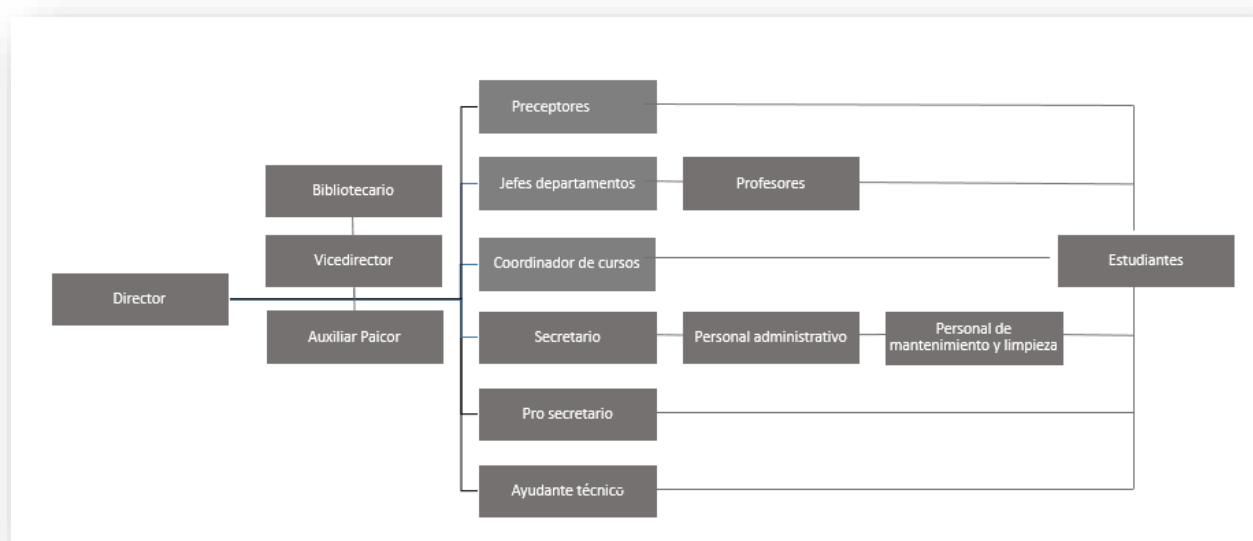 Preceptores
Bibliotecario
Jefes departamentos
Profesores
Vicedirector
Coordinador de cursos
Estudiantes
Director
Auxiliar Paicor
Secretario
Personal administrativo
Personal de
mantenimiento y limpieza
Pro secretario
Ayudante técnico